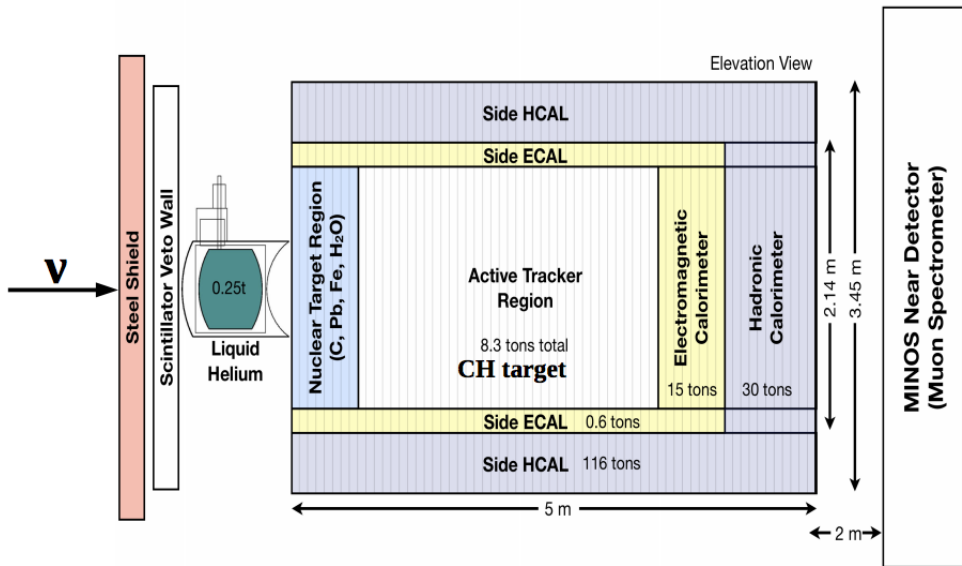 Elevation View
Side HCAL
Side ECAL
ν
Steel Shield
Scintillator Veto Wall
0.25t
Liquid
Helium
Nuclear Target Region
(C, Pb, Fe, H₂O)
Active Tracker
Region
8.3 tons total
CH target
Electromagnetic
Calorimeter
15 tons
Hadronic
Calorimeter
30 tons
2.14 m
3.45 m
MINOS Near Detector
(Muon Spectrometer)
Side ECAL 0.6 tons
Side HCAL 116 tons
5 m
2 m